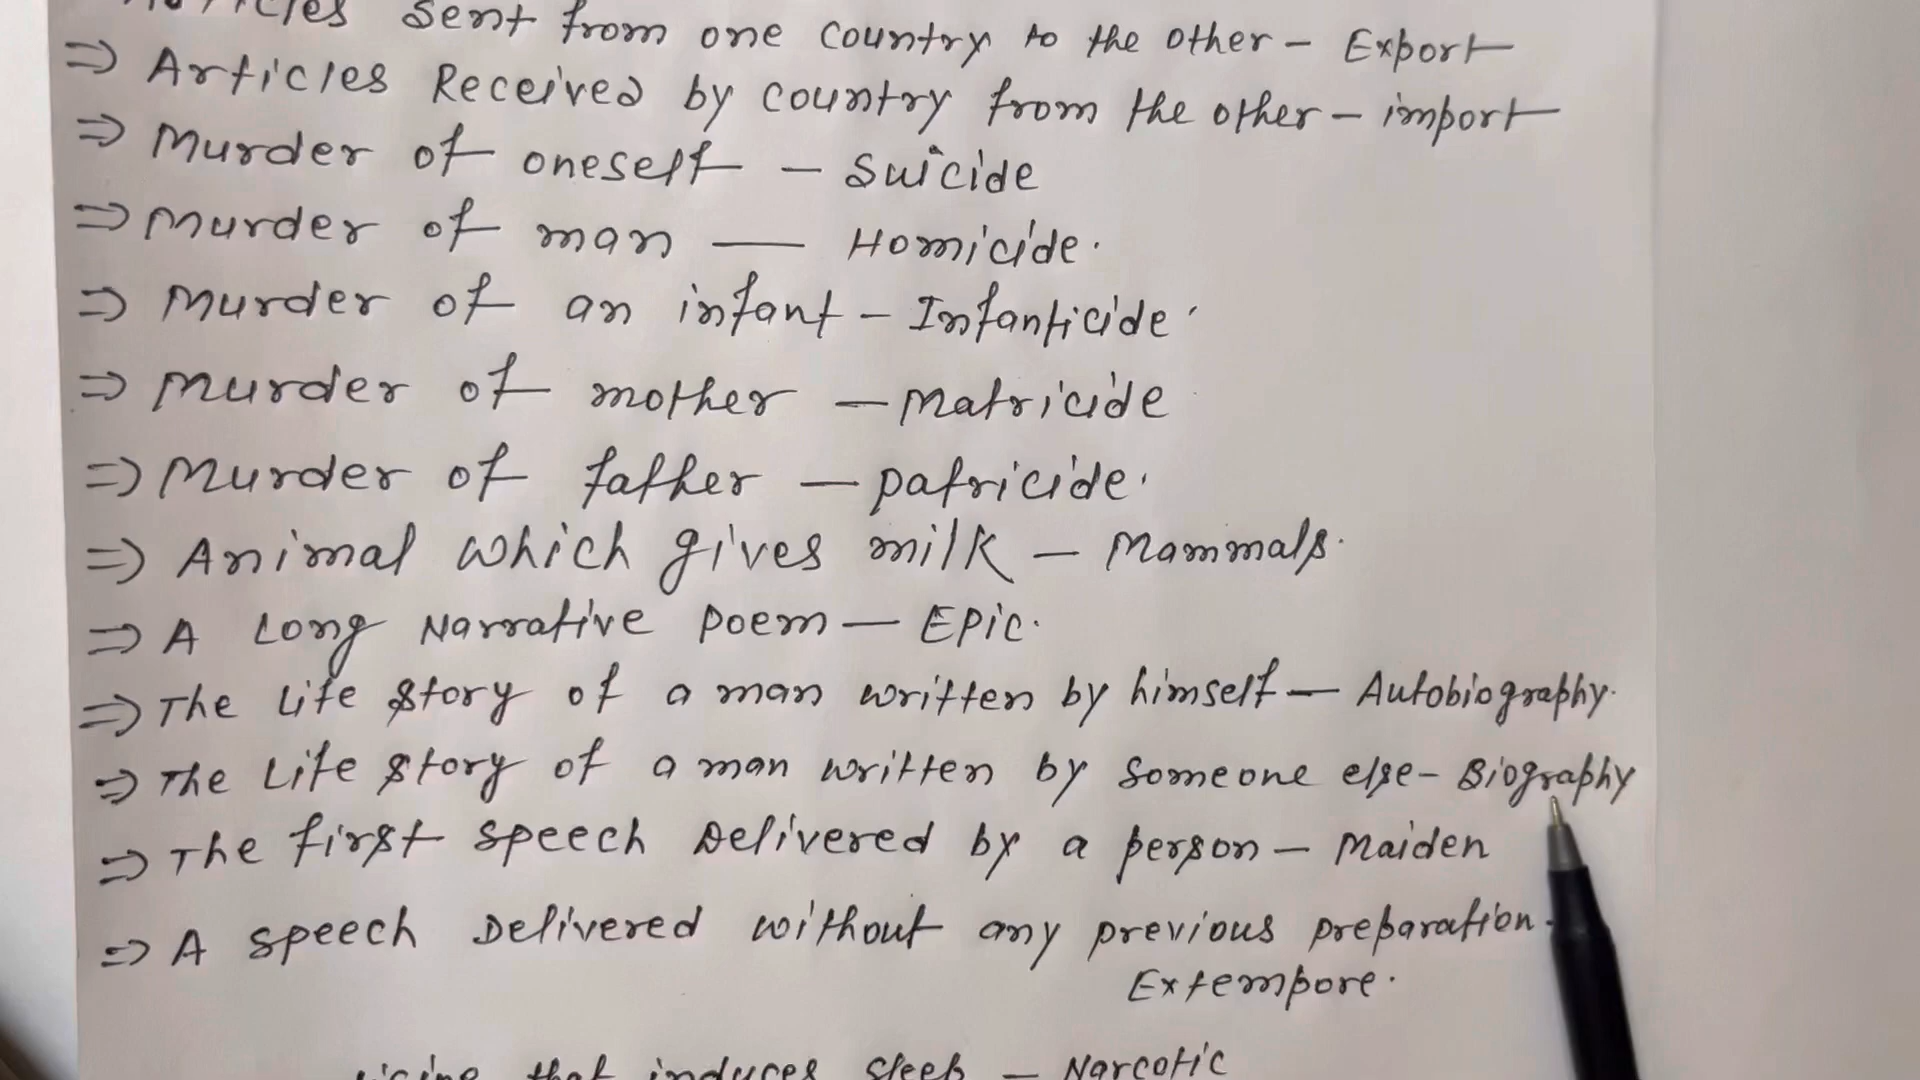 Articles sent from one country to the other - Export
⇒ Articles Received by country from the other - import
⇒ Murder of oneself - Suicide
⇒ Murder of man — Homicide.
⇒ Murder of an infant - Infanticide.
⇒ Murder of mother - Matricide
⇒ Murder of father - patricide.
⇒ Animal which gives milk - Mammals.
⇒ A Long Narrative poem - Epic.
⇒ The Life story of a man written by himself - Autobiography.
⇒ The Life story of a man written by someone else - Biography
⇒ The first speech Delivered by a person - Maiden
⇒ A speech Delivered without any previous preparation -
Extempore.
that induces sleep - Narcotic